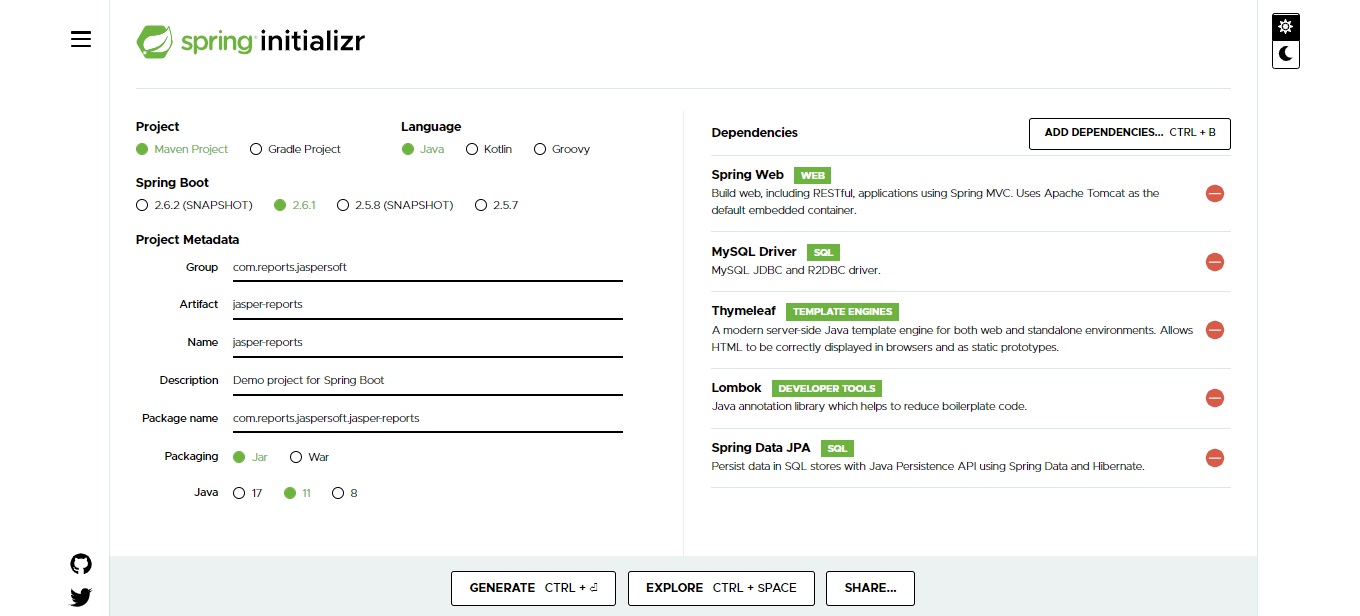 spring initializr
Project
Maven Project Gradle Project
Language
Java Kotlin Groovy
Spring Boot
2.6.2 (SNAPSHOT) 2.6.1 2.5.8 (SNAPSHOT) 2.5.7
Project Metadata
Group com.reports.jaspersoft
Artifact jasper-reports
Name jasper-reports
Description Demo project for Spring Boot
Package name com.reports.jaspersoft.jasper-reports
Packaging Jar War
Java 17 11 8
Dependencies ADD DEPENDENCIES... CTRL + B
Spring Web WEB
Build web, including RESTful, applications using Spring MVC. Uses Apache Tomcat as the
default embedded container.
MySQL Driver SQL
MySQL JDBC and R2DBC driver.
Thymeleaf TEMPLATE ENGINES
A modern server-side Java template engine for both web and standalone environments. Allows
HTML to be correctly displayed in browsers and as static prototypes.
Lombok DEVELOPER TOOLS
Java annotation library which helps to reduce boilerplate code.
Spring Data JPA SQL
Persist data in SQL stores with Java Persistence API using Spring Data and Hibernate.
GENERATE CTRL + ⏎ EXPLORE CTRL + SPACE SHARE...